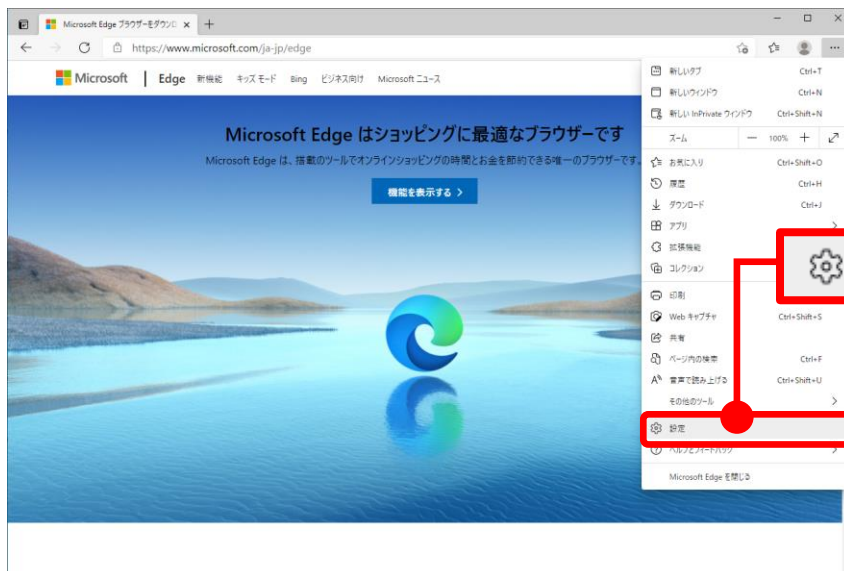 Microsoft Edge ブラウザーをダウンロ
https://www.microsoft.com/ja-jp/edge
Microsoft | Edge 新機能 キッズ モード Bing ビジネス向け Microsoft ニュース
Microsoft Edge はショッピングに最適なブラウザーです
Microsoft Edge は、搭載のツールでオンラインショッピングの時間とお金を節約できる唯一のブラウザーです。
機能を表示する
新しいタブ Ctrl+T
新しいウィンドウ Ctrl+N
新しい InPrivate ウィンドウ Ctrl+Shift+N
ズーム 100%
お気に入り Ctrl+Shift+O
履歴 Ctrl+H
ダウンロード Ctrl+J
アプリ
拡張機能
コレクション
印刷
Web キャプチャ Ctrl+Shift+S
共有
ページ内の検索 Ctrl+F
音声で読み上げる Ctrl+Shift+U
その他のツール
設定
ヘルプとフィードバック
Microsoft Edge を閉じる